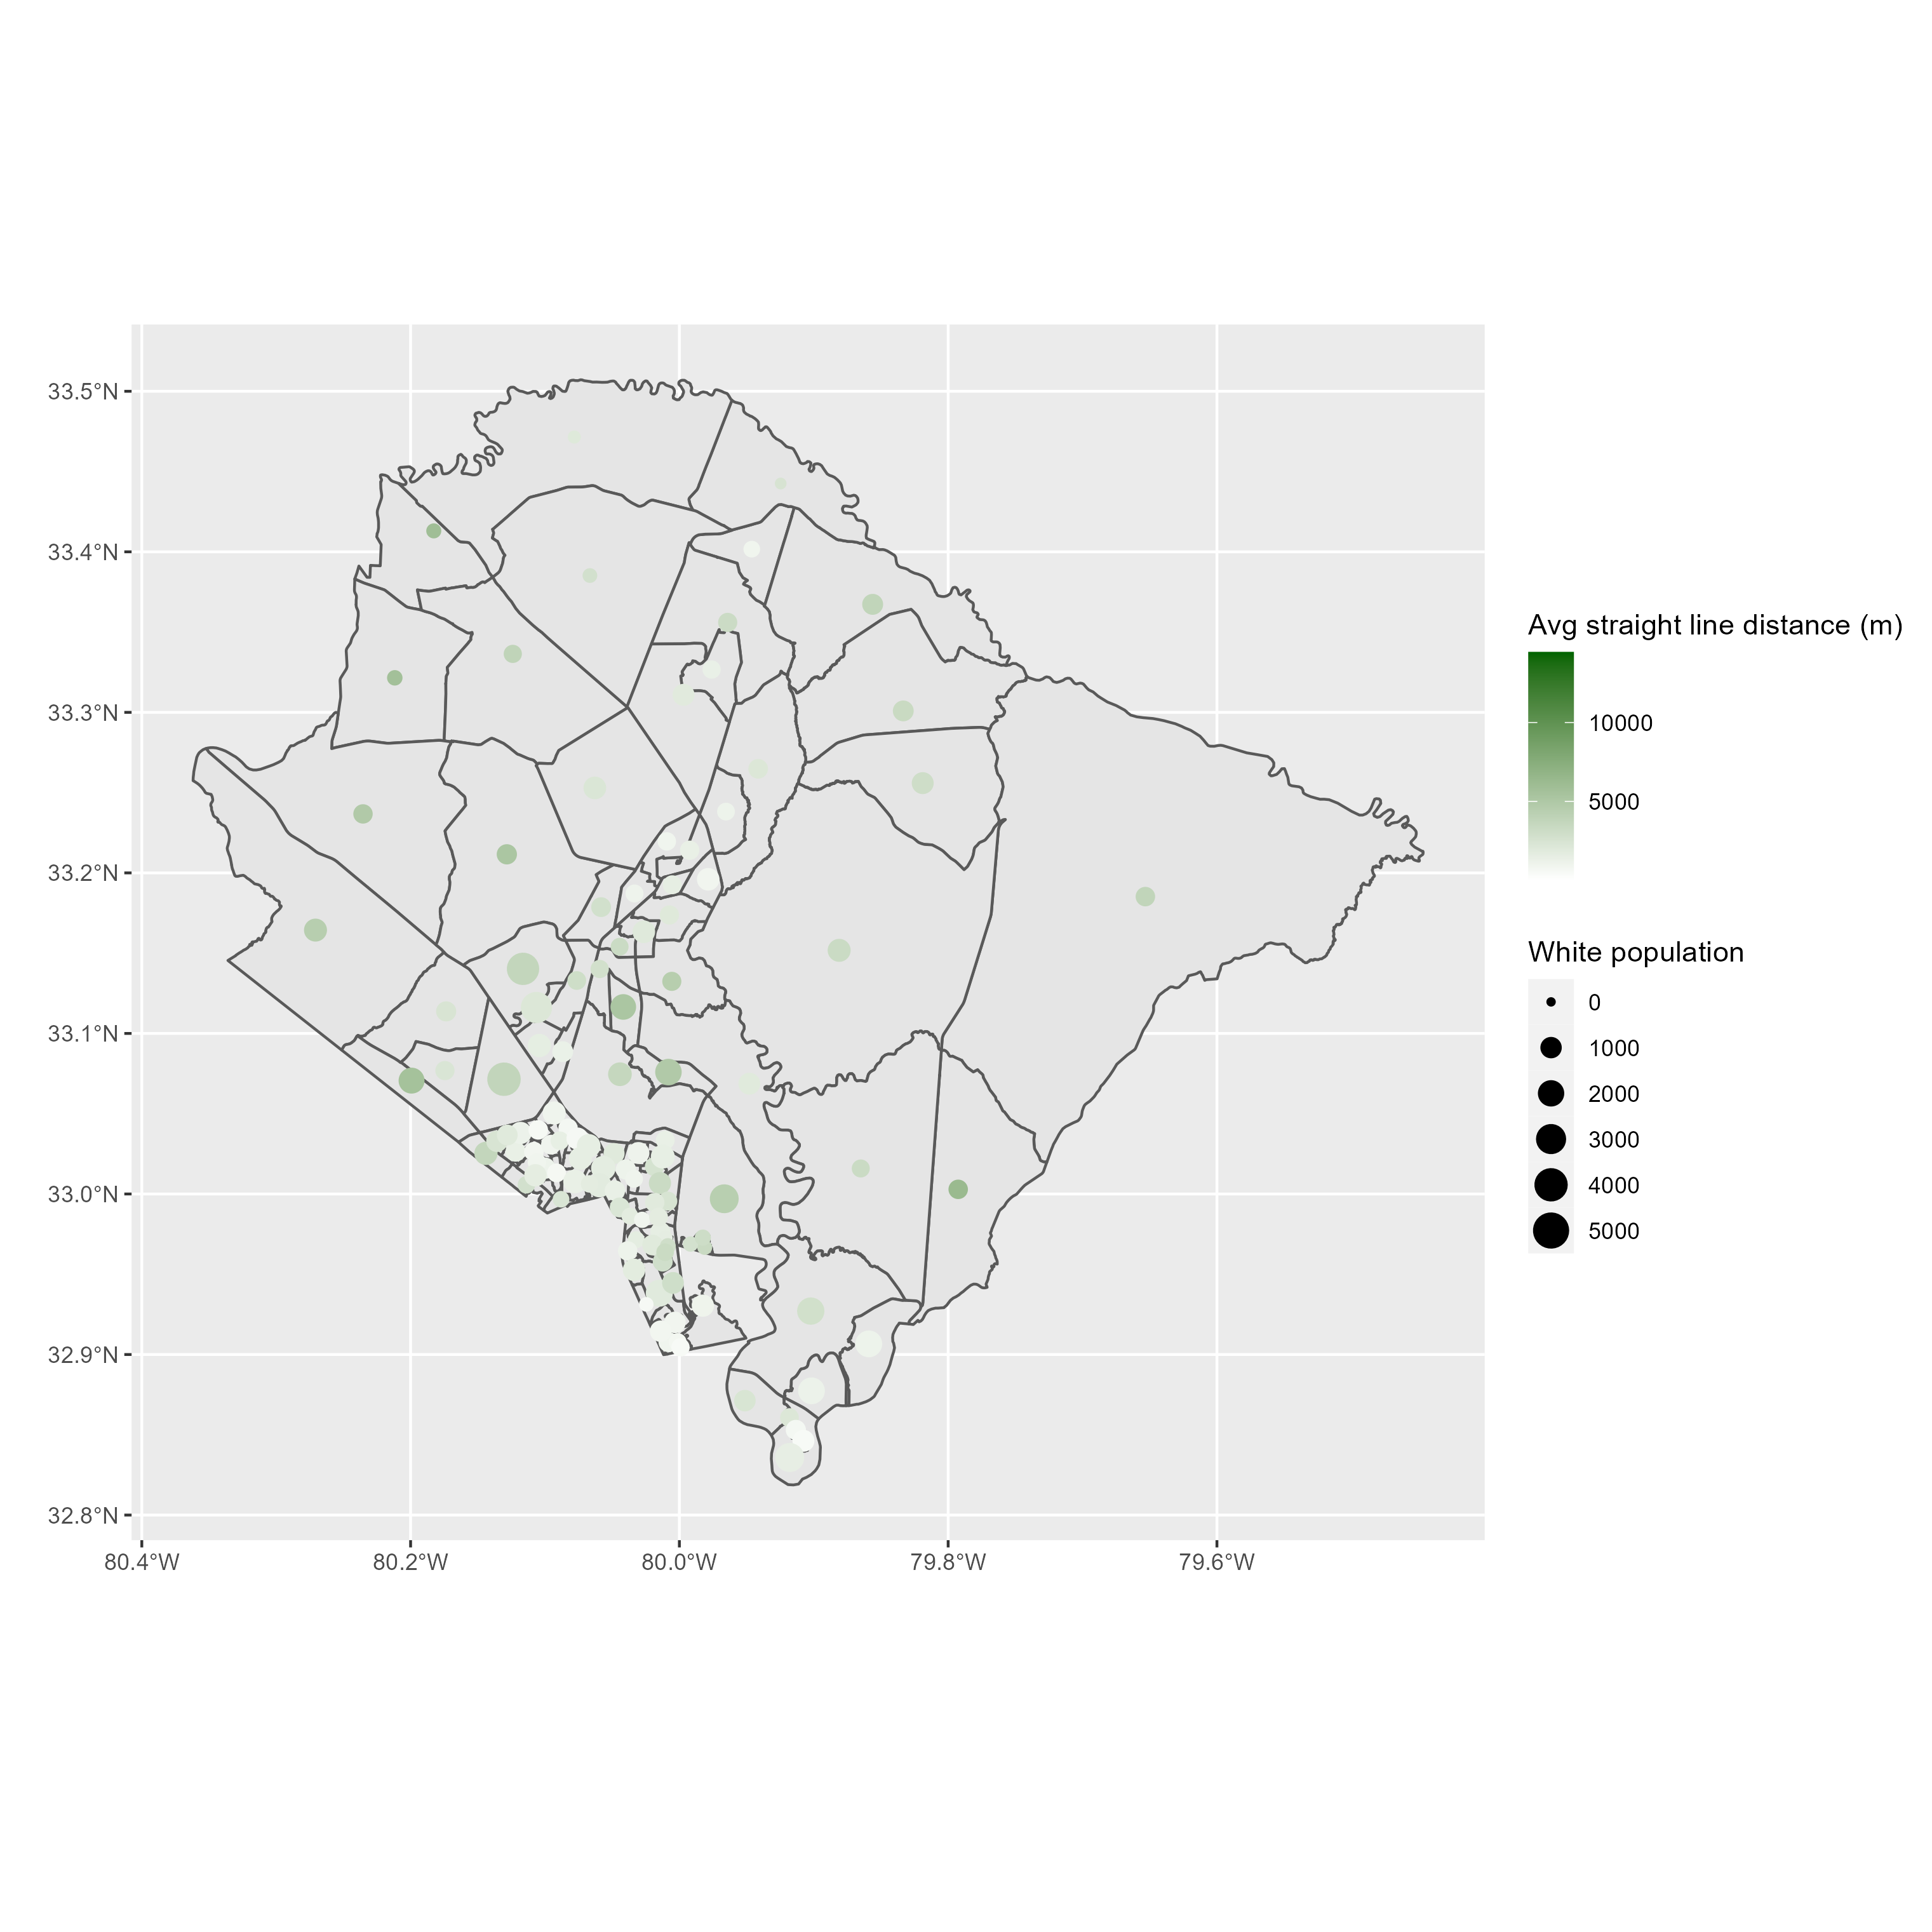 33.5°N
33.4°N
33.3°N
33.2°N
33.1°N
33.0°N
32.9°N
32.8°N
80.4°W
80.2°W
80.0°W
79.8°W
79.6°W
Avg straight line distance (m)
10000
5000
White population
0
1000
2000
3000
4000
5000